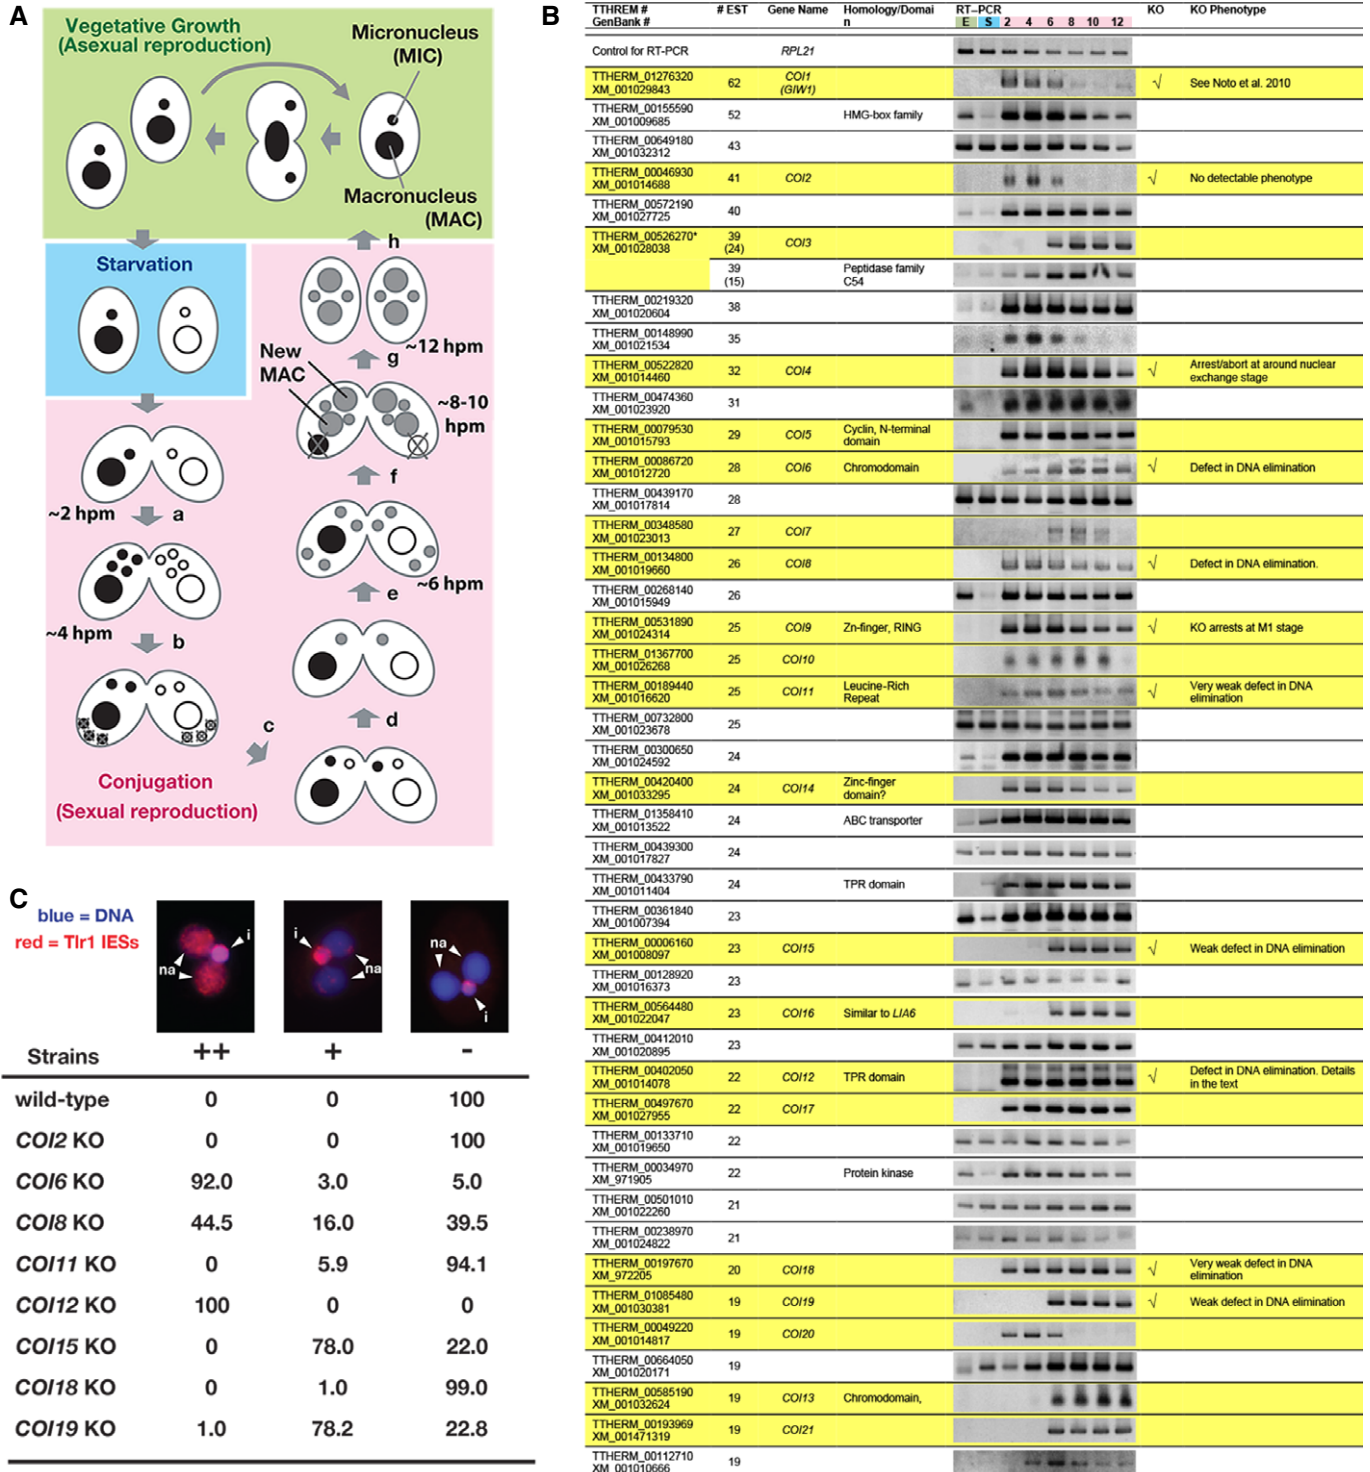 A
Vegetative Growth
(Asexual reproduction)
Micronucleus
(MIC)
Macronucleus
(MAC)
Starvation
h
~12 hpm
g
New
MAC
~8-10
hpm
f
~2 hpm
a
~6 hpm
~4 hpm
e
b
d
c
Conjugation
(Sexual reproduction)
B
TTHREM #
GenBank #
# EST
Gene Name
Homology/Domai
n
RT–PCR
E S 2 4 6 8 10 12
KO
KO Phenotype
Control for RT-PCR RPL21
TTHERM_01276320
XM_001029843
62
COI1
(GIW1)
√ See Noto et al. 2010
TTHERM_00155590
XM_001009685
52 HMG-box family
TTHERM_00649180
XM_001032312
43
TTHERM_00046930
XM_001014688
41 COI2 √ No detectable phenotype
TTHERM_00572190
XM_001027725
40
TTHERM_00526270*
XM_001028038
39
(24)
COI3
39
(15)
Peptidase family
C54
TTHERM_00219320
XM_001020604
38
TTHERM_00148990
XM_001021534
35
TTHERM_00522820
XM_001014460
32 COI4 √ Arrest/abort at around nuclear
exchange stage
TTHERM_00474360
XM_001023920
31
TTHERM_00079530
XM_001015793
29 COI5 Cyclin, N-terminal
domain
TTHERM_00086720
XM_001012720
28 COI6 Chromodomain √ Defect in DNA elimination
TTHERM_00439170
XM_001017814
28
TTHERM_00348580
XM_001023013
27 COI7
TTHERM_00134800
XM_001019660
26 COI8 √ Defect in DNA elimination.
TTHERM_00268140
XM_001015949
26
TTHERM_00531890
XM_001024314
25 COI9 Zn-finger, RING √ KO arrests at M1 stage
TTHERM_01367700
XM_001026268
25 COI10
TTHERM_00189440
XM_001016620
25 COI11 Leucine-Rich
Repeat
√ Very weak defect in DNA
elimination
TTHERM_00732800
XM_001023678
25
TTHERM_00300650
XM_001024592
24
TTHERM_00420400
XM_001033295
24 COI14 Zinc-finger
domain?
TTHERM_01358410
XM_001013522
24 ABC transporter
TTHERM_00439300
XM_001017827
24
TTHERM_00433790
XM_001011404
24 TPR domain
TTHERM_00361840
XM_001007394
23
TTHERM_00006160
XM_001008097
23 COI15 √ Weak defect in DNA elimination
TTHERM_00128920
XM_001016373
23
TTHERM_00564480
XM_001022047
23 COI16 Similar to LIA6
TTHERM_00412010
XM_001020895
23
TTHERM_00402050
XM_001014078
22 COI12 TPR domain √ Defect in DNA elimination. Details
in the text
TTHERM_00497670
XM_001027955
22 COI17
TTHERM_00133710
XM_001019650
22
TTHERM_00034970
XM_971905
22 Protein kinase
TTHERM_00501010
XM_001022260
21
TTHERM_00238970
XM_001024822
21
TTHERM_00197670
XM_972205
20 COI18 √ Very weak defect in DNA
elimination
TTHERM_01085480
XM_001030381
19 COI19 √ Weak defect in DNA elimination
TTHERM_00049220
XM_001014817
19 COI20
TTHERM_00664050
XM_001020171
19
TTHERM_00585190
XM_001032624
19 COI13 Chromodomain,
TTHERM_00193969
XM_001471319
19 COI21
TTHERM_00112710
XM_001010666
19
C
blue = DNA
red = Tlr1 IESs
i
na
i
na
na
i
Strains ++ + -
wild-type 0 0 100
COI2 KO 0 0 100
COI6 KO 92.0 3.0 5.0
COI8 KO 44.5 16.0 39.5
COI11 KO 0 5.9 94.1
COI12 KO 100 0 0
COI15 KO 0 78.0 22.0
COI18 KO 0 1.0 99.0
COI19 KO 1.0 78.2 22.8